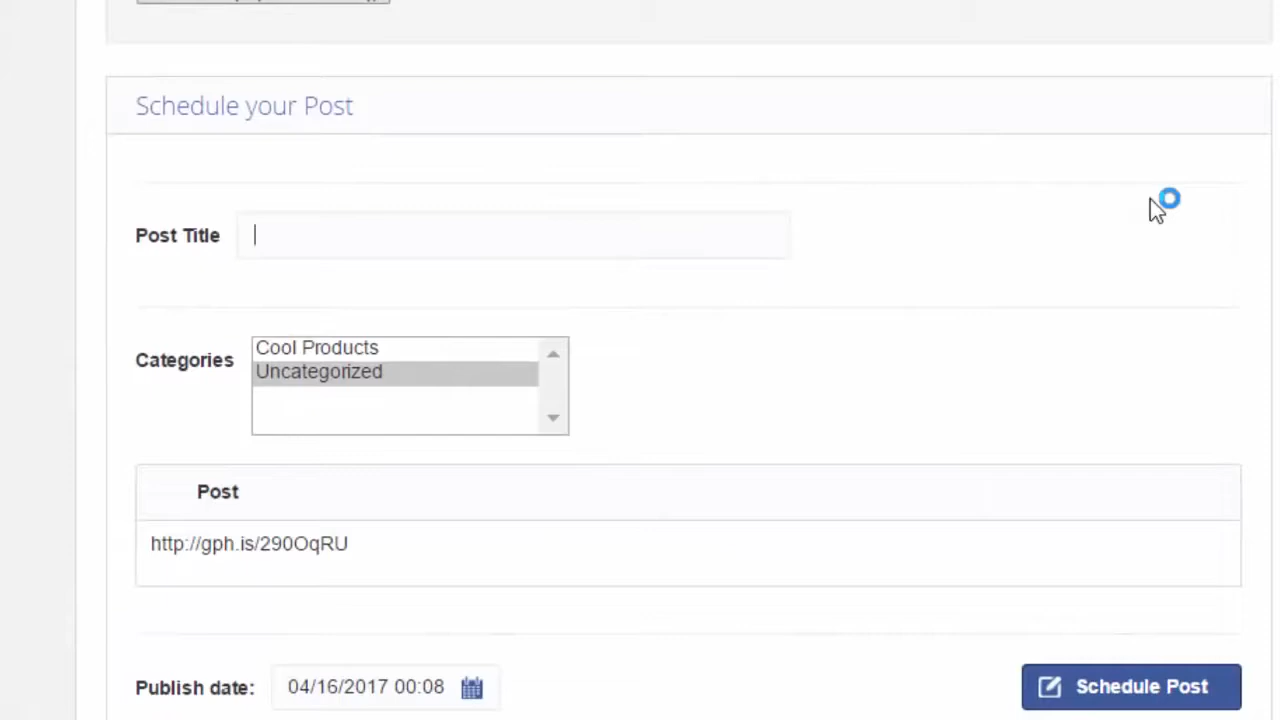 Schedule your Post
Post Title
Categories
Cool Products
Uncategorized
Post
http://gph.is/290OqRU
Publish date: 04/16/2017 00:08 Schedule Post